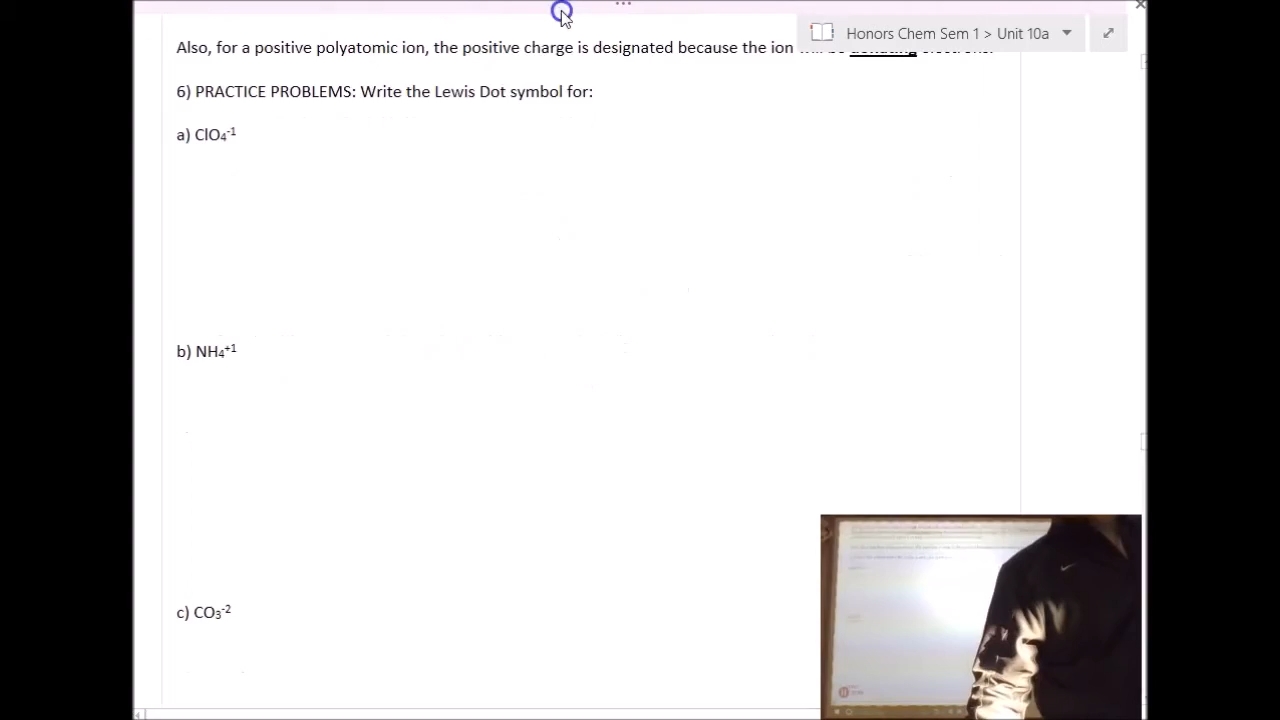 Also, for a positive polyatomic ion, the positive charge is designated because the ion
Honors Chem Sem 1 > Unit 10a
6) PRACTICE PROBLEMS: Write the Lewis Dot symbol for:
a) ClO₄⁻¹
b) NH₄⁺¹
c) CO₃⁻²